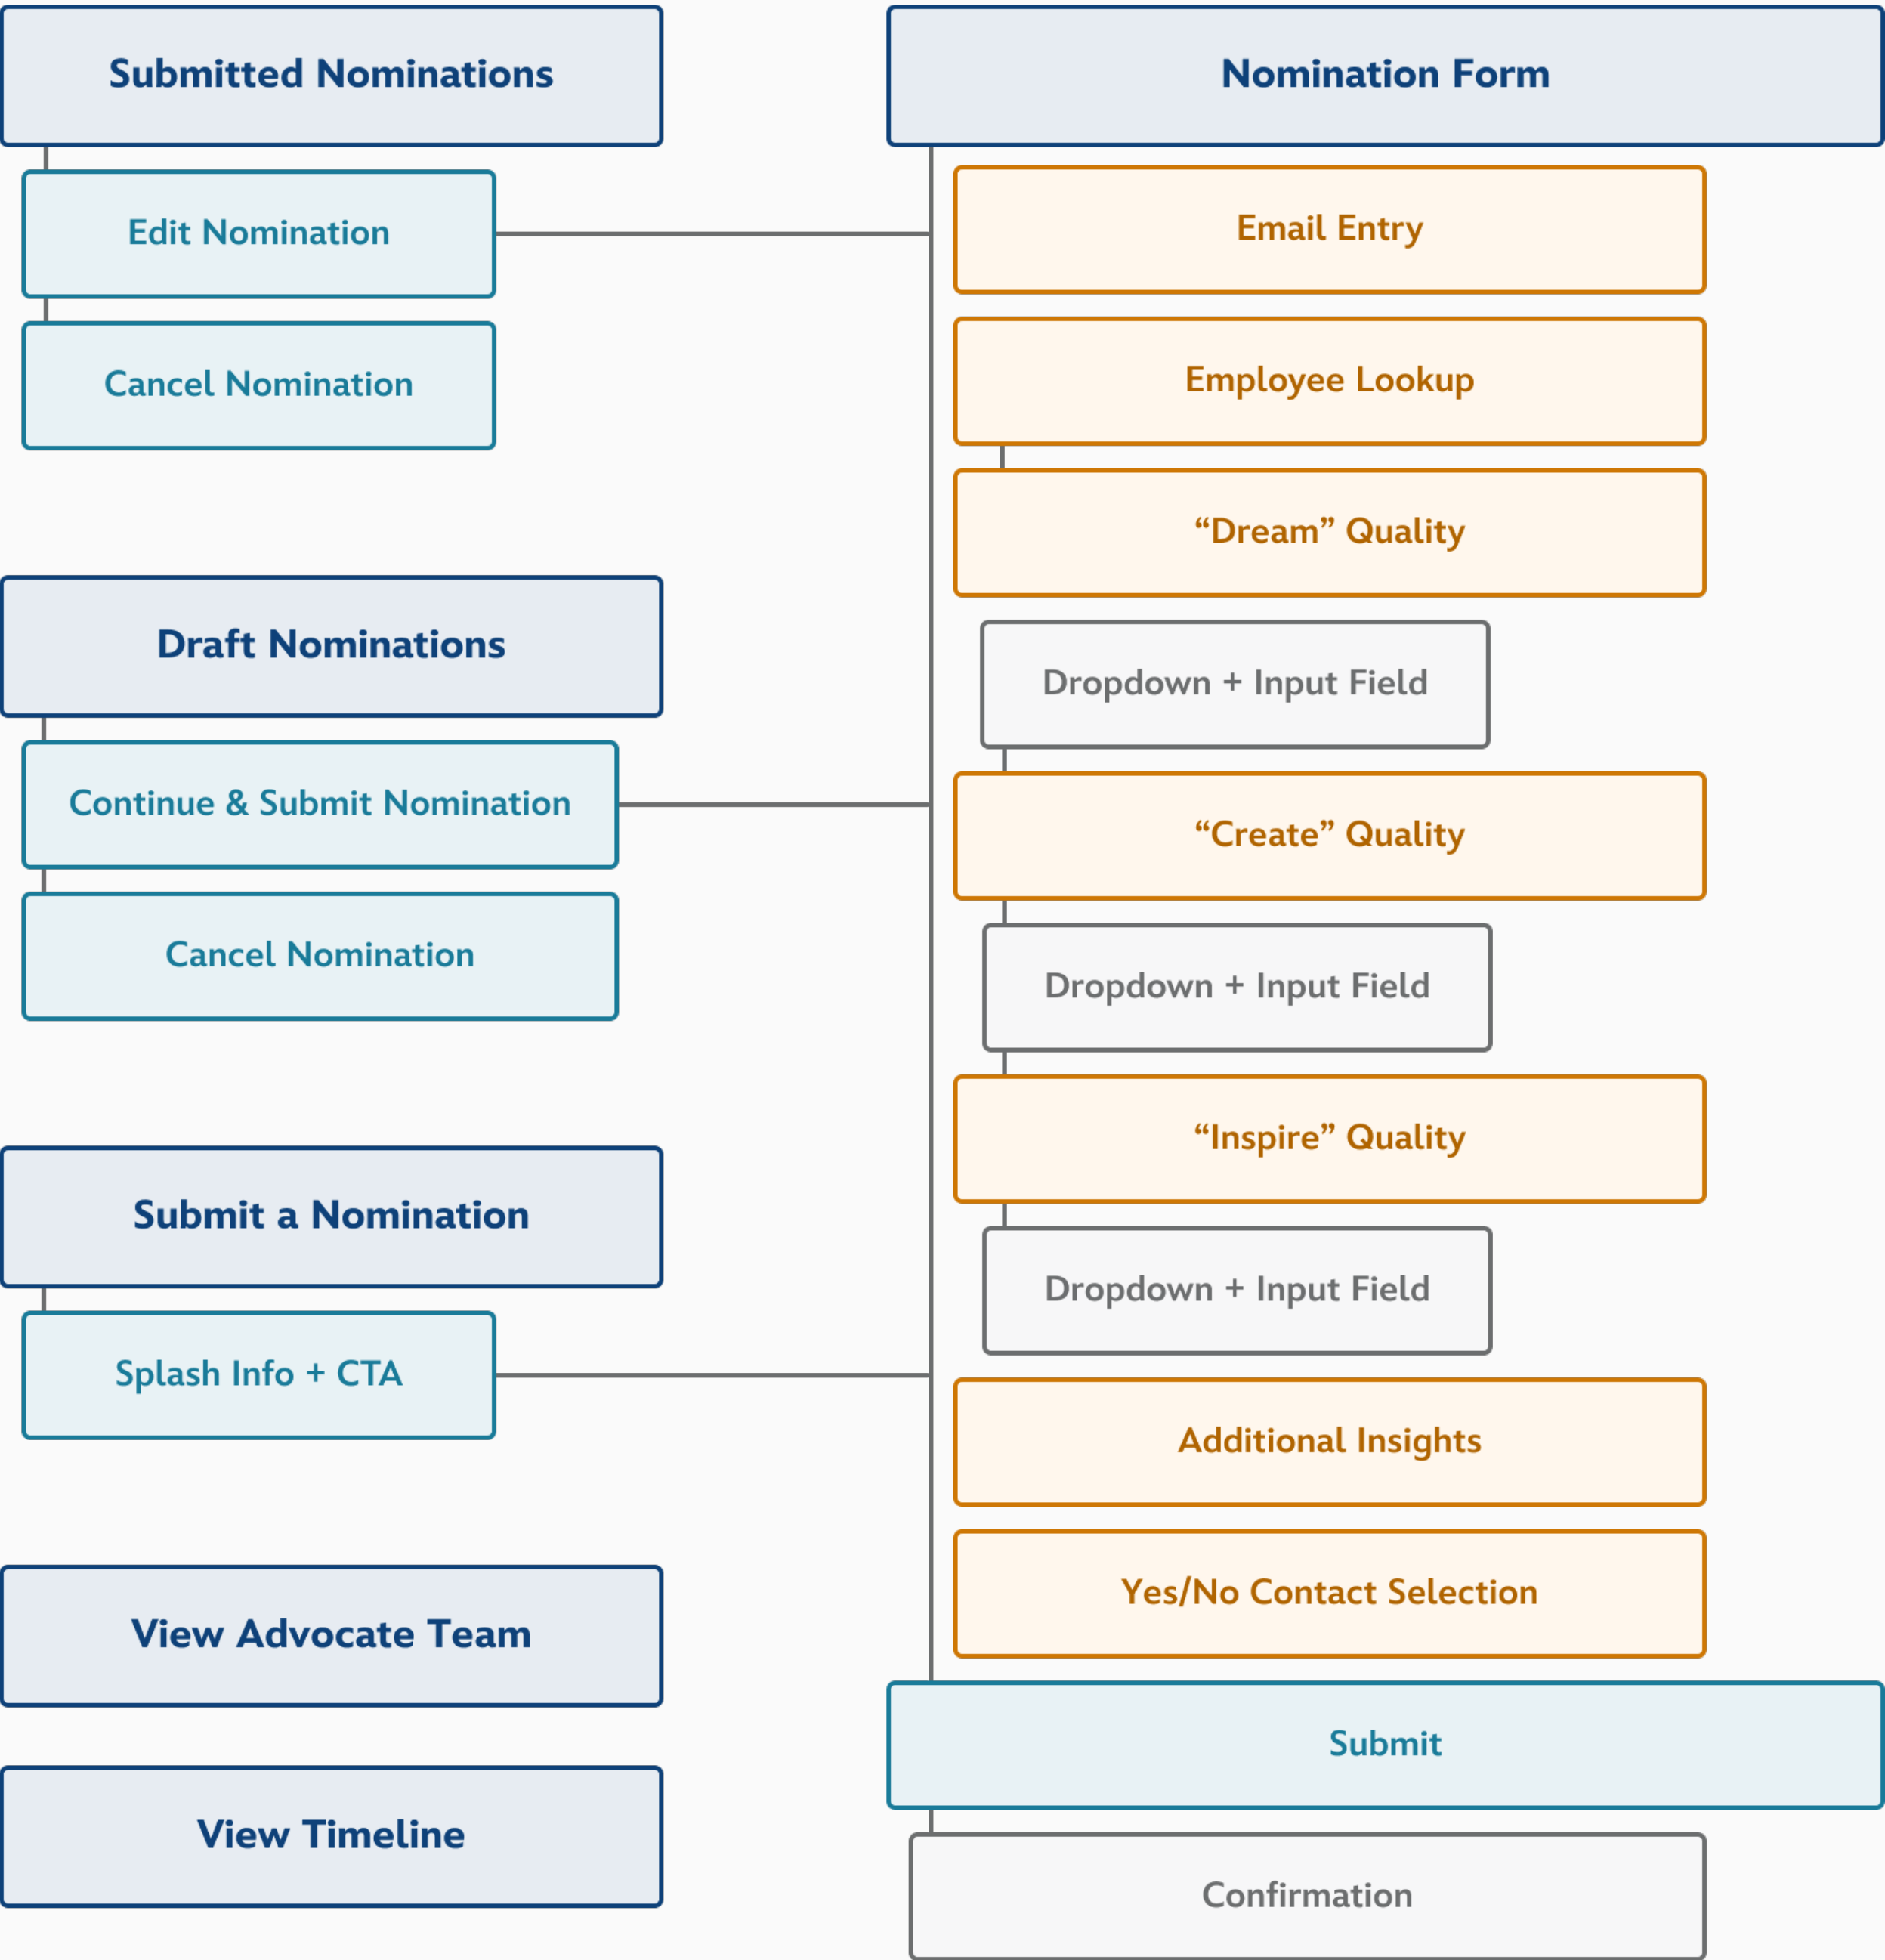 Submitted Nominations
Edit Nomination
Cancel Nomination
Draft Nominations
Continue & Submit Nomination
Cancel Nomination
Submit a Nomination
Splash Info + CTA
View Advocate Team
View Timeline
Nomination Form
Email Entry
Employee Lookup
“Dream” Quality
Dropdown + Input Field
“Create” Quality
Dropdown + Input Field
“Inspire” Quality
Dropdown + Input Field
Additional Insights
Yes/No Contact Selection
Submit
Confirmation